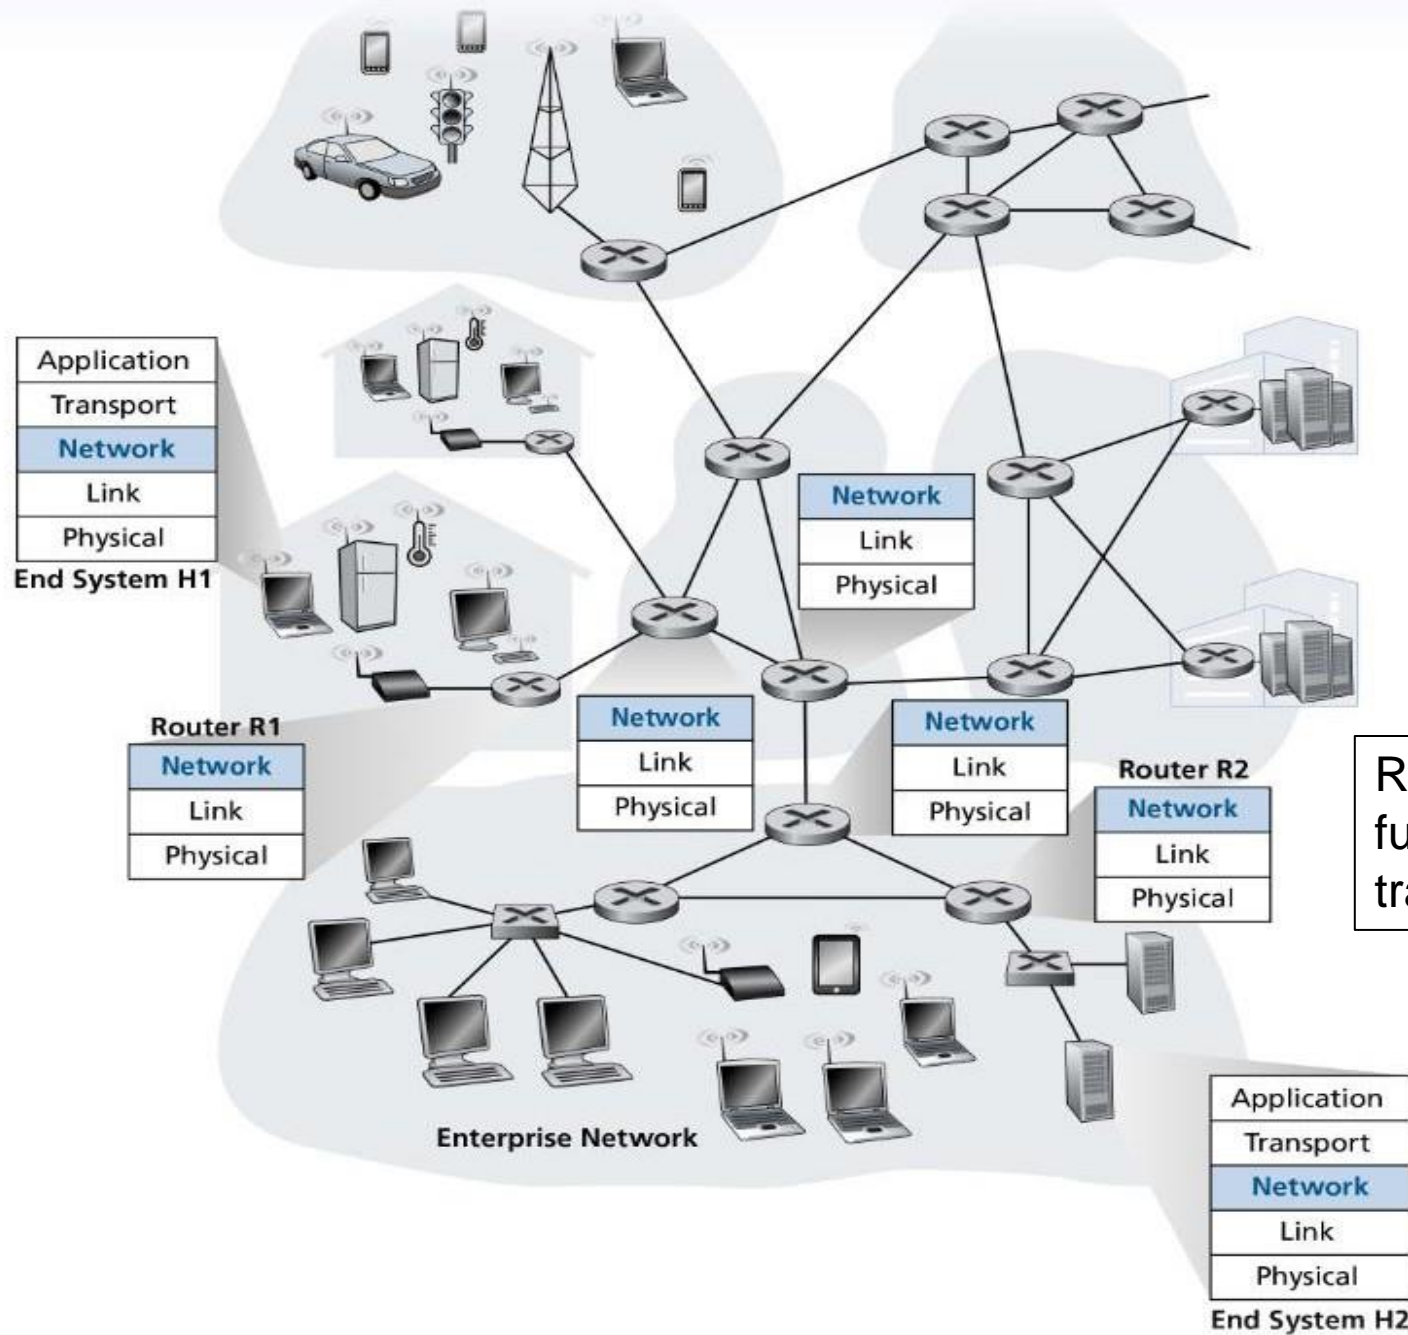 Application
Transport
Network
Link
Physical
End System H1
Network
Link
Physical
Router R1
Network
Link
Physical
Network
Link
Physical
Network
Link
Physical
Router R2
Network
Link
Physical
Enterprise Network
Application
Transport
Network
Link
Physical
End System H2